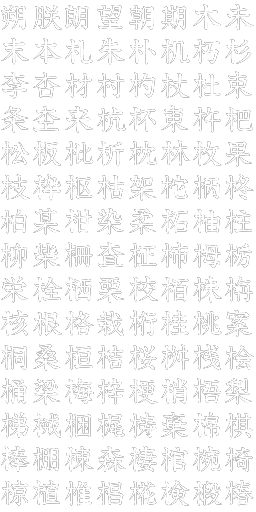 朔朕朗望朝期木未
末本札朱朴机朽杉
李杏材村杓杖杜束
条杢来杭杯東杵杷
松板枇析枕林枚果
枝枠枢枯架柁柄柊
柏某柑染柔柘柚柱
柳柴柵査柾柿栂栃
栄栓栖栗校栢株栴
核根格栽桁桂桃案
桐桑桓桔桜桝桟桧
桶梁梅梓梗梢梧梨
梯械梱梶椅棄棉棋
棒棚棟森棲棺椀椅
椋植椎椙椛検椴椿